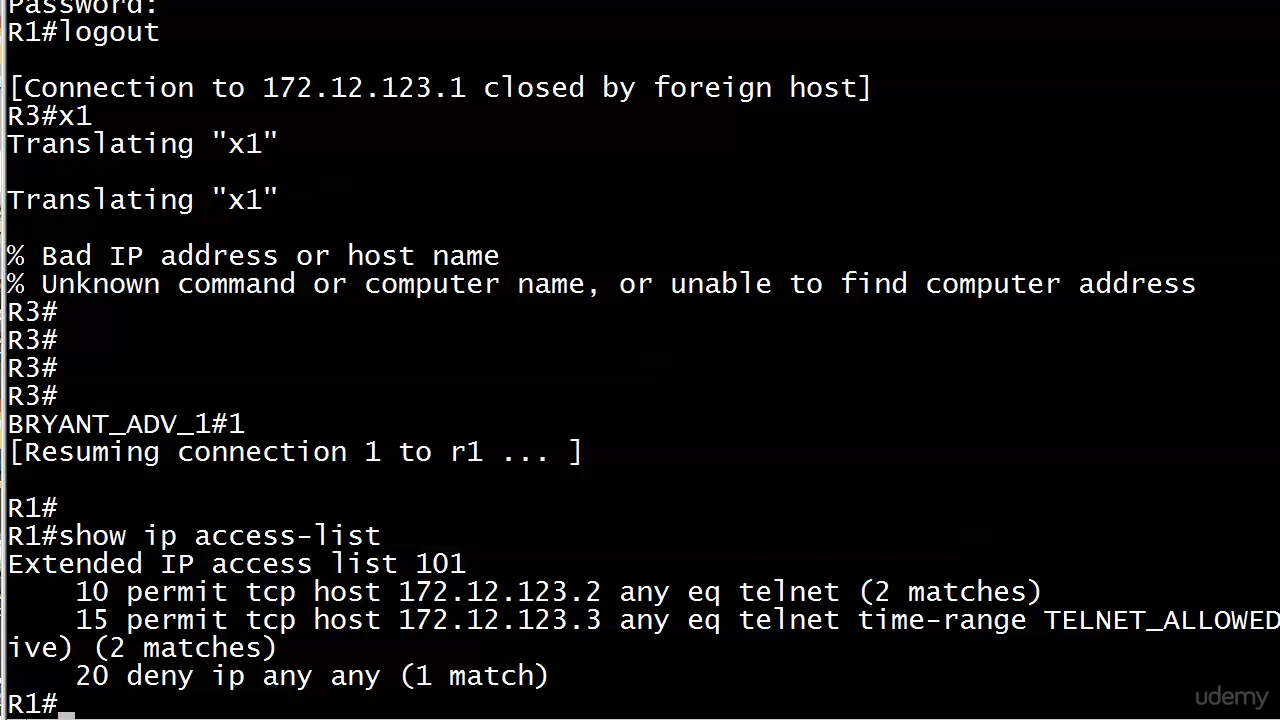 Password:
R1#logout
[Connection to 172.12.123.1 closed by foreign host]
R3#x1
Translating "x1"
Translating "x1"
% Bad IP address or host name
% Unknown command or computer name, or unable to find computer address
R3#
R3#
R3#
R3#
BRYANT_ADV_1#1
[Resuming connection 1 to r1 ... ]
R1#
R1#show ip access-list
Extended IP access list 101
    10 permit tcp host 172.12.123.2 any eq telnet (2 matches)
    15 permit tcp host 172.12.123.3 any eq telnet time-range TELNET_ALLOWED
ive) (2 matches)
    20 deny ip any any (1 match)
R1#
udemy